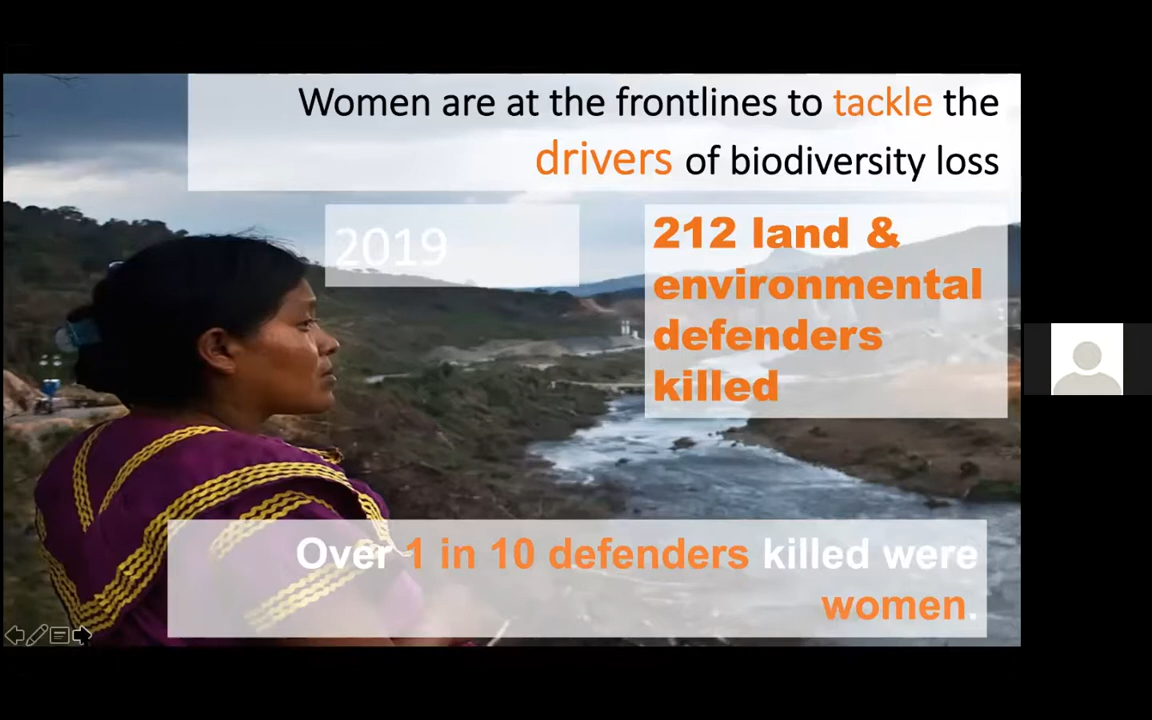 Women are at the frontlines to tackle the
drivers of biodiversity loss
2019
212 land &
environmental
defenders
killed
Over 1 in 10 defenders killed were
women.